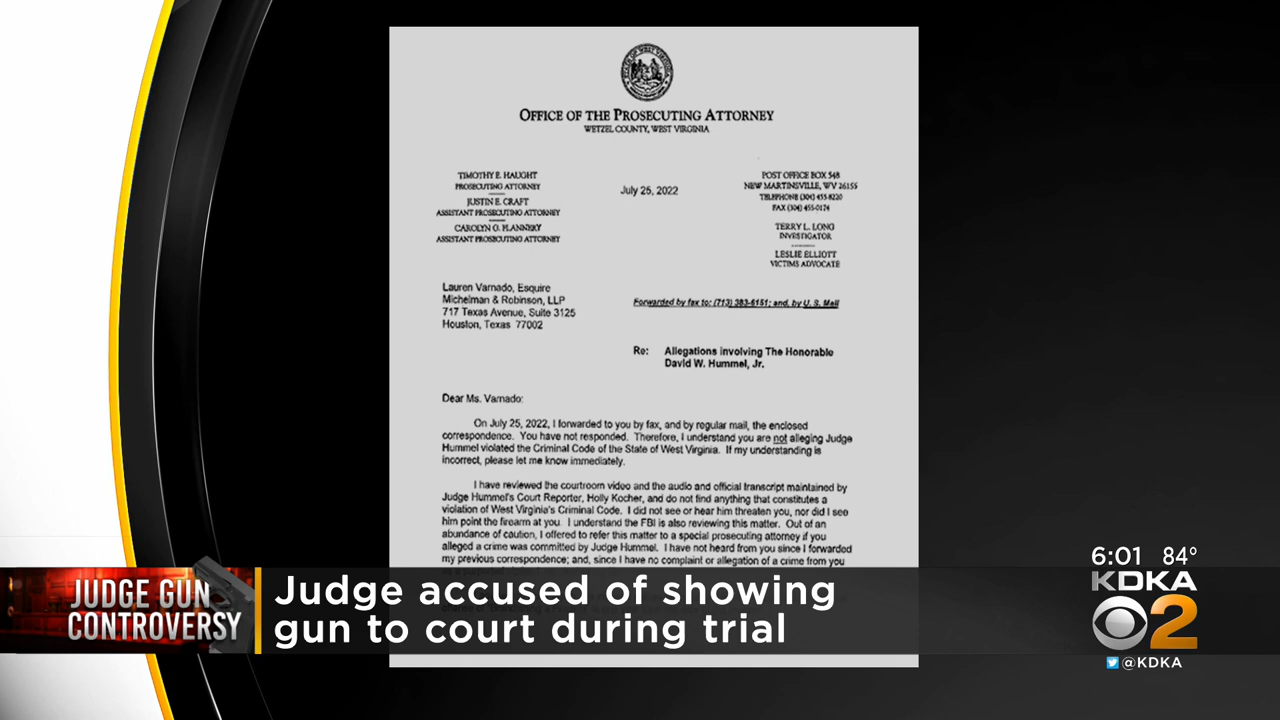 OFFICE OF THE PROSECUTING ATTORNEY
WETZEL COUNTY, WEST VIRGINIA
TIMOTHY E. HAUGHT
PROSECUTING ATTORNEY
JUSTIN E. CRAFT
ASSISTANT PROSECUTING ATTORNEY
CAROLYN O. FLANNERY
ASSISTANT PROSECUTING ATTORNEY
July 25, 2022
POST OFFICE BOX 548
NEW MARTINSVILLE, WV 26155
TELEPHONE (304) 455-8220
FAX (304) 455-0174
TERRY L. LONG
INVESTIGATOR
LESLIE ELLIOTT
VICTIMS ADVOCATE
Lauren Varnado, Esquire
Michelman & Robinson, LLP
717 Texas Avenue, Suite 3125
Houston, Texas 77002
Forwarded by fax to: (713) 383-6151; and, by U. S. Mail
Re: Allegations involving The Honorable
David W. Hummel, Jr.
Dear Ms. Varnado:
On July 25, 2022, I forwarded to you by fax, and by regular mail, the enclosed
correspondence. You have not responded. Therefore, I understand you are not alleging Judge
Hummel violated the Criminal Code of the State of West Virginia. If my understanding is
incorrect, please let me know immediately.
I have reviewed the courtroom video and the audio and official transcript maintained by
Judge Hummel's Court Reporter, Holly Kocher, and do not find anything that constitutes a
violation of West Virginia's Criminal Code. I did not see or hear him threaten you, nor did I see
him point the firearm at you. I understand the FBI is also reviewing this matter. Out of an
abundance of caution, I offered to refer this matter to a special prosecuting attorney if you
alleged a crime was committed by Judge Hummel. I have not heard from you since I forwarded
my previous correspondence; and, since I have no complaint or allegation of a crime from you
JUDGE GUN
CONTROVERSY
Judge accused of showing
gun to court during trial
6:01 84°
KDKA
2
@KDKA